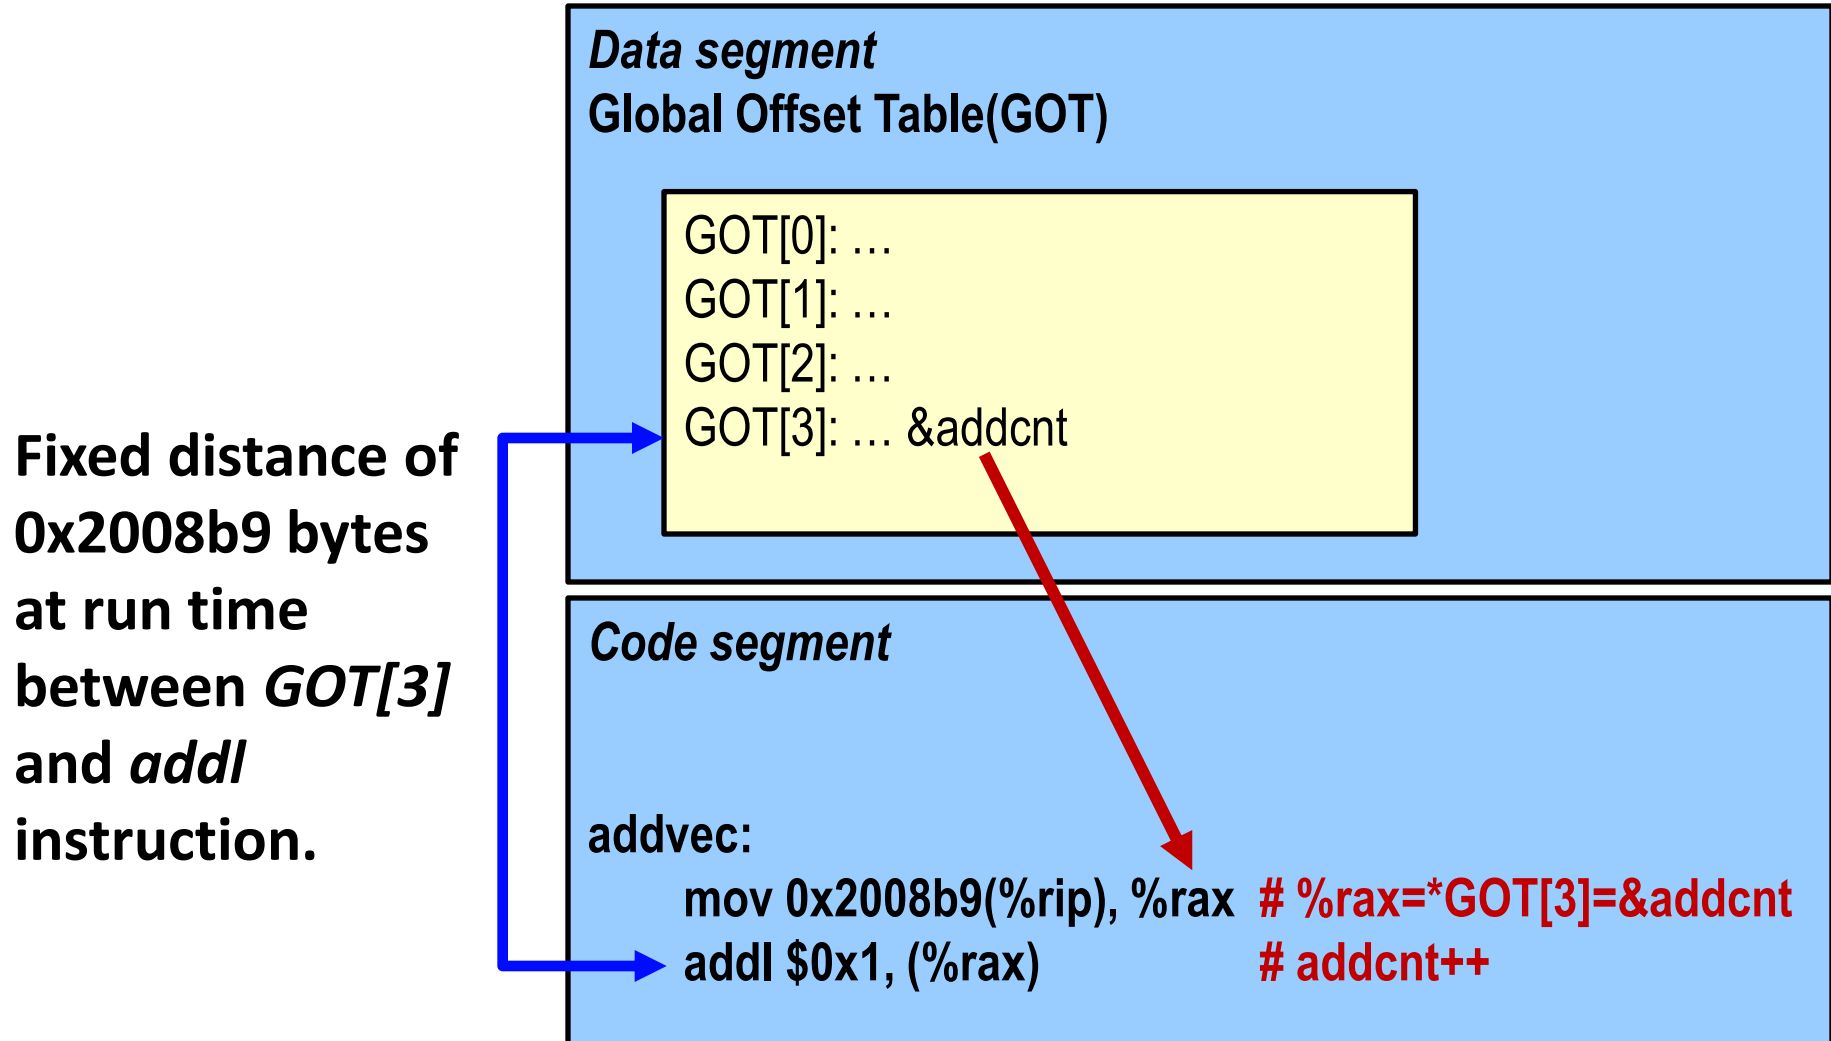 Data segment
Global Offset Table(GOT)
GOT[0]: …
GOT[1]: …
GOT[2]: …
GOT[3]: … &addcnt
Fixed distance of
0x2008b9 bytes
at run time
between GOT[3]
and addl
instruction.
Code segment
addvec:
mov 0x2008b9(%rip), %rax # %rax=*GOT[3]=&addcnt
addl $0x1, (%rax) # addcnt++